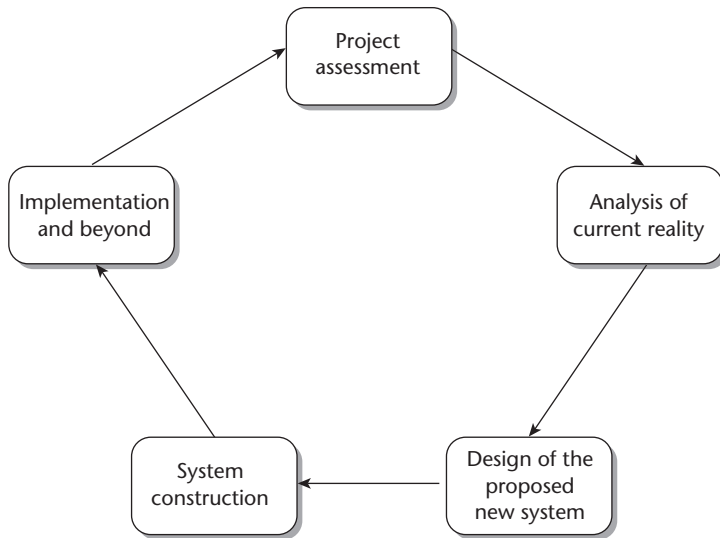 Project
assessment
Analysis of
current reality
Design of the
proposed
new system
System
construction
Implementation
and beyond